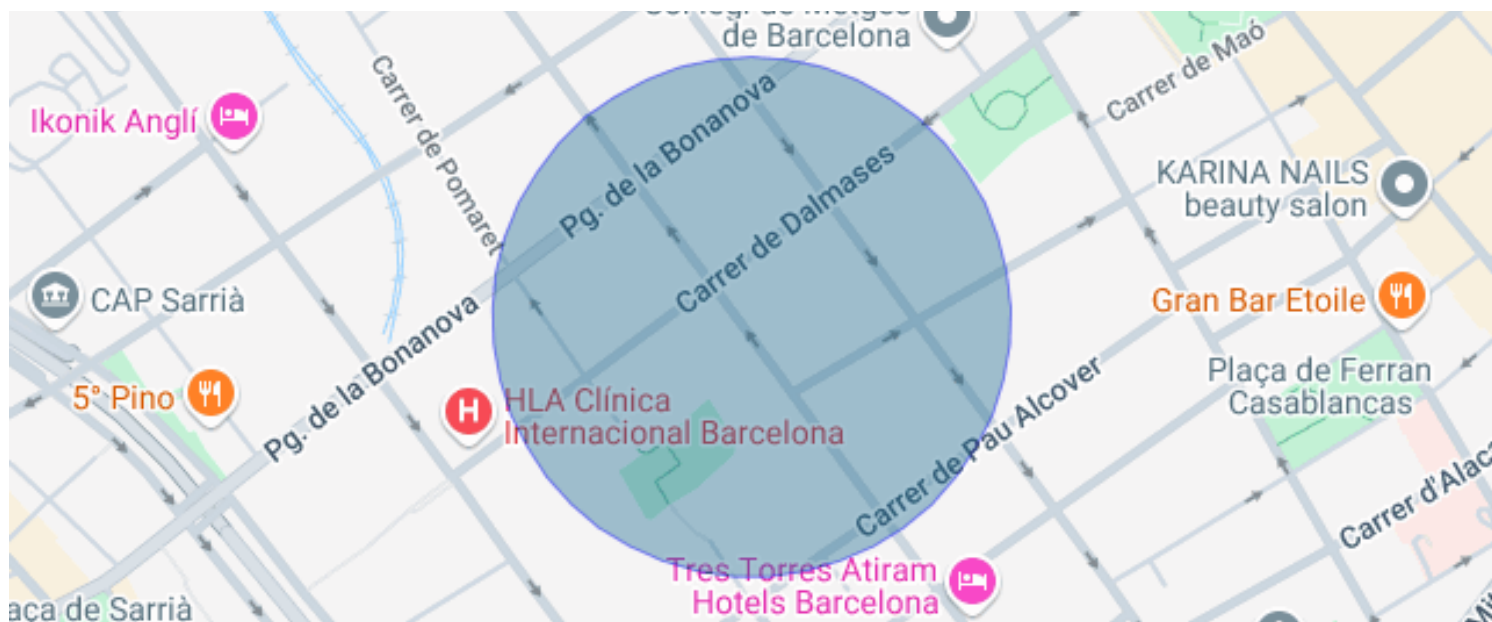 de Barcelona
Carrer de Maó
Carrer de Pomaret
Ikonik Anglí
Pg. de la Bonanova
Carrer de Dalmases
KARINA NAILS
beauty salon
CAP Sarrià
Gran Bar Etoile
Pg. de la Bonanova
5° Pino
HLA Clínica
Internacional Barcelona
Plaça de Ferran
Casablancas
Carrer de Pau Alcover
Carrer d'Alaca
Tres Torres Atiram
Hotels Barcelona
aça de Sarrià